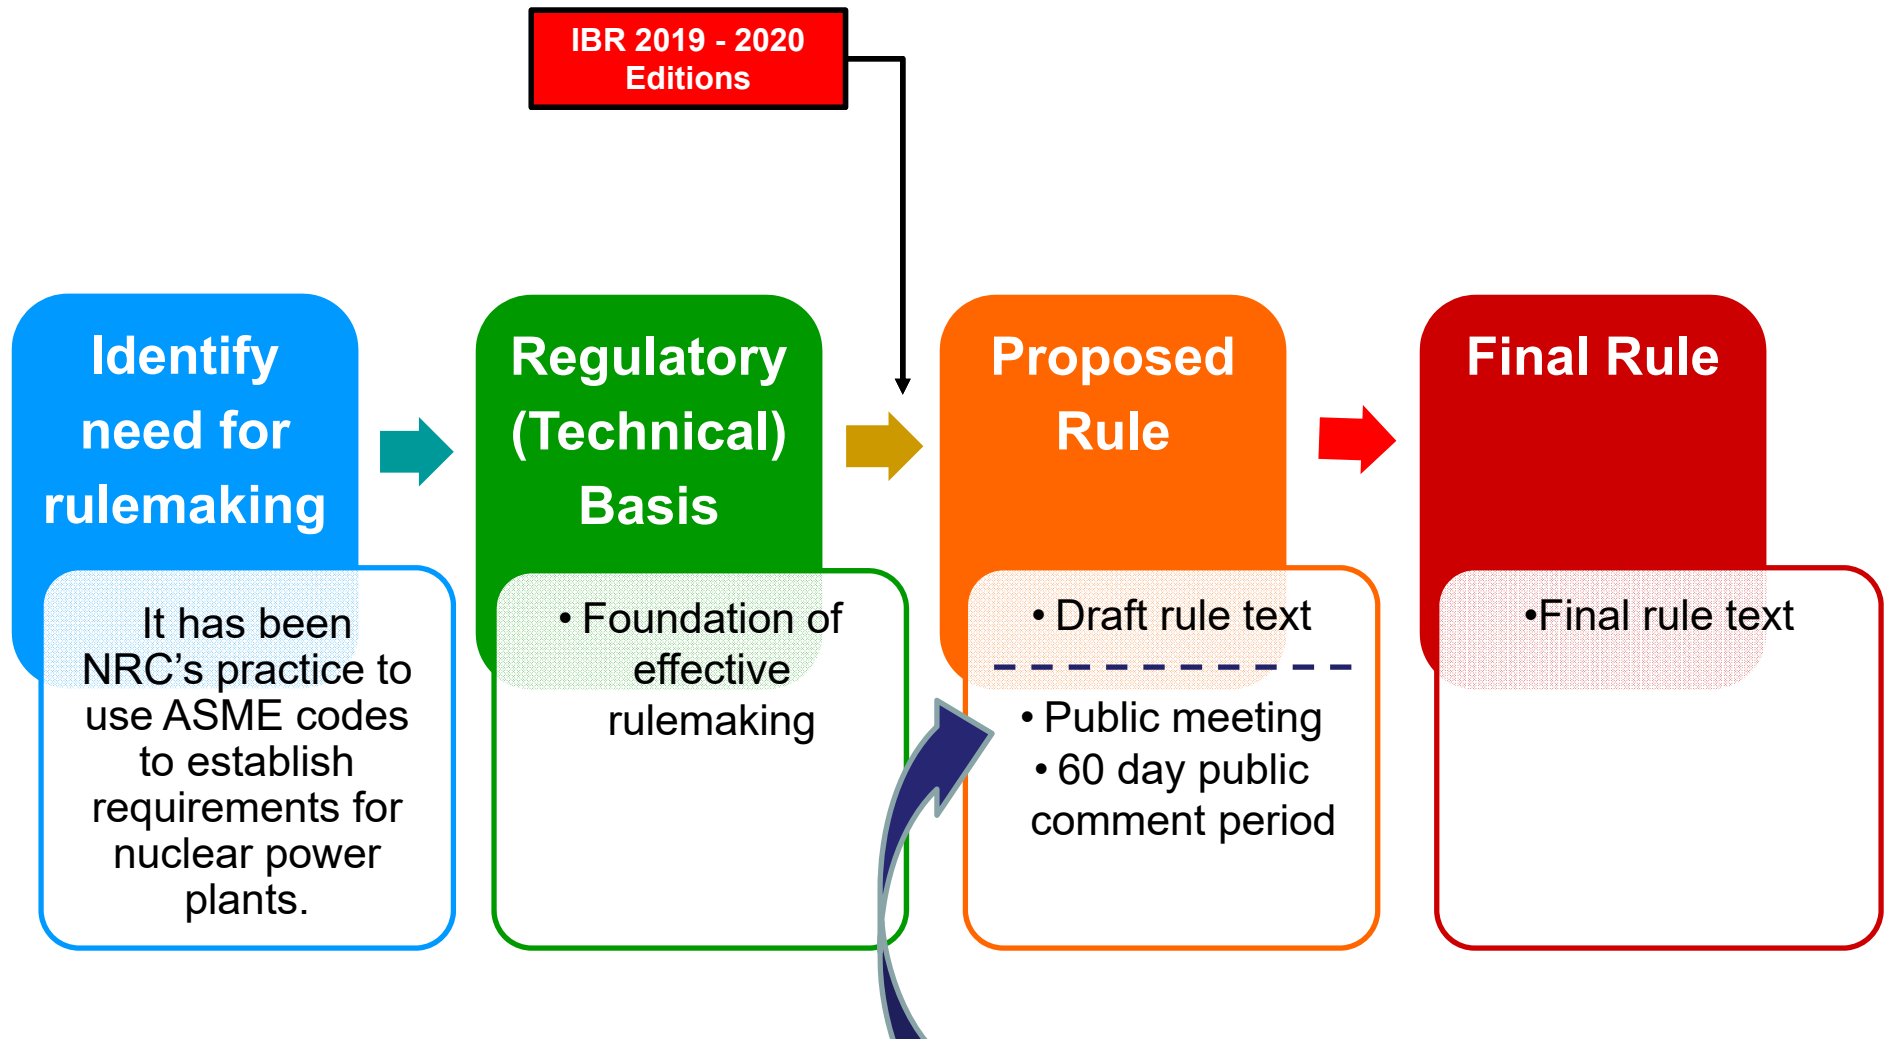 IBR 2019 - 2020
Editions
Identify
need for
rulemaking
It has been
NRC’s practice to
use ASME codes
to establish
requirements for
nuclear power
plants.
Regulatory
(Technical)
Basis
• Foundation of
effective
rulemaking
Proposed
Rule
• Draft rule text
• Public meeting
• 60 day public
comment period
Final Rule
•Final rule text